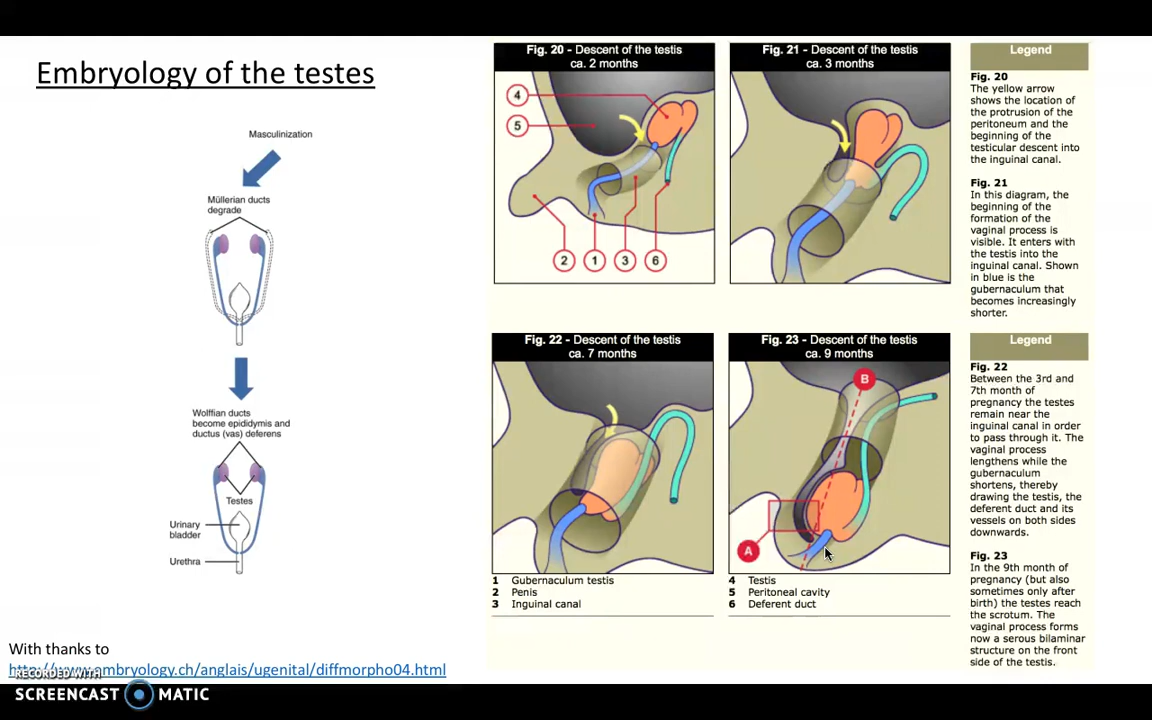 Embryology of the testes
Masculinization
Müllerian ducts
degrade
Wolffian ducts
become epididymis and
ductus (vas) deferens
Testes
Urinary
bladder
Urethra
With thanks to
embryology.ch/anglais/ugenital/diffmorpho04.html
RECORDED WITH
SCREENCAST MATIC
Fig. 20 - Descent of the testis
ca. 2 months
4
5
2 1 3 6
Fig. 21 - Descent of the testis
ca. 3 months
Legend
Fig. 20
The yellow arrow
shows the location of
the protrusion of the
peritoneum and the
beginning of the
testicular descent into
the inguinal canal.
Fig. 21
In this diagram, the
beginning of the
formation of the
vaginal process is
visible. It enters with
the testis into the
inguinal canal. Shown
in blue is the
gubernaculum that
becomes increasingly
shorter.
Fig. 22 - Descent of the testis
ca. 7 months
Fig. 23 - Descent of the testis
ca. 9 months
B
A
1 Gubernaculum testis
2 Penis
3 Inguinal canal
4 Testis
5 Peritoneal cavity
6 Deferent duct
Legend
Fig. 22
Between the 3rd and
7th month of
pregnancy the testes
remain near the
inguinal canal in order
to pass through it. The
vaginal process
lengthens while the
gubernaculum
shortens, thereby
drawing the testis, the
deferent duct and its
vessels on both sides
downwards.
Fig. 23
In the 9th month of
pregnancy (but also
sometimes only after
birth) the testes reach
the scrotum. The
vaginal process forms
now a serous bilaminar
structure on the front
side of the testis.